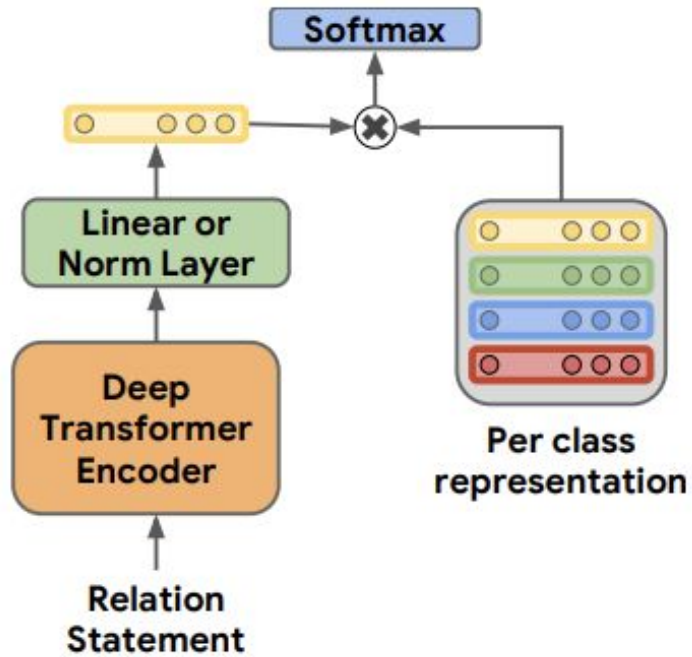 Softmax
Linear or
Norm Layer
Deep
Transformer
Encoder
Per class
representation
Relation
Statement